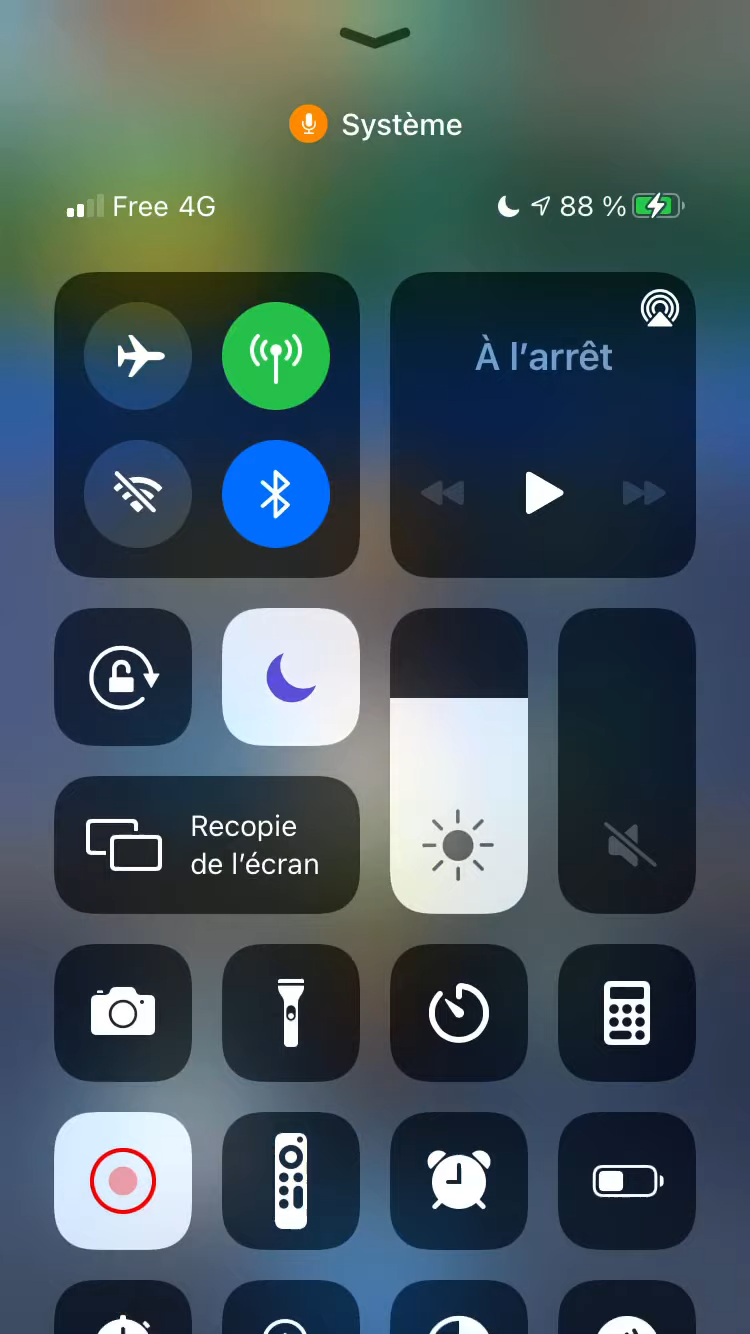 Système
Free 4G
88 %
À l’arrêt
Recopie
de l’écran